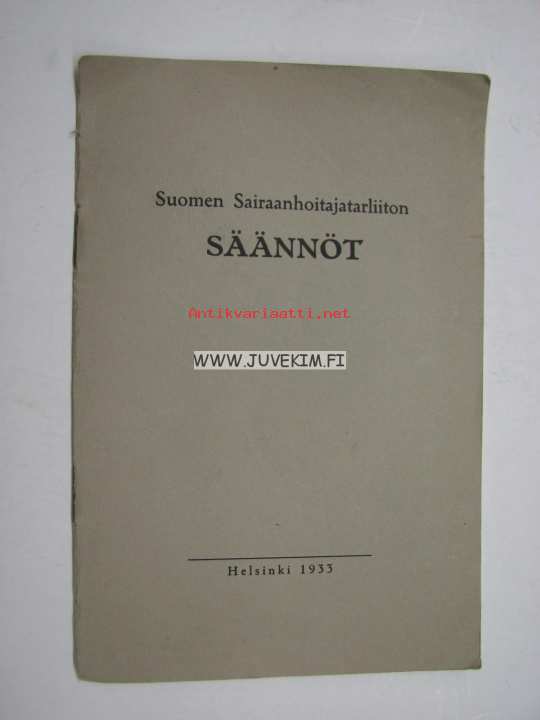 Suomen Sairaanhoitajatarliiton
SÄÄNNÖT
Antikvariaatti.net
WWW.JUVEKIM.FI
Helsinki 1933